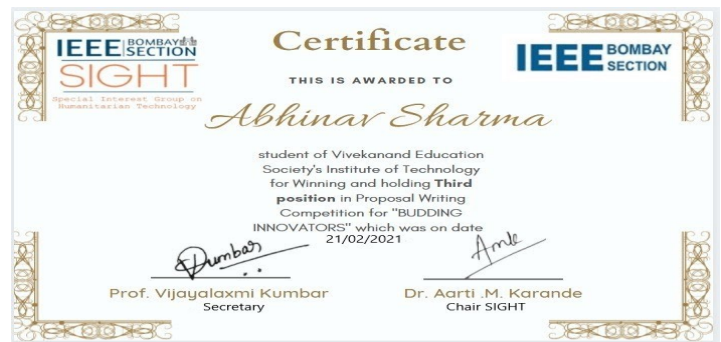 IEEE BOMBAY SECTION
SIGHT
Special Interest Group on
Humanitarian Technology
Certificate
IEEE BOMBAY SECTION
THIS IS AWARDED TO
Abhinav Sharma
student of Vivekanand Education
Society's Institute of Technology
for Winning and holding Third
position in Proposal Writing
Competition for "BUDDING
INNOVATORS" which was on date
21/02/2021
Prof. Vijayalaxmi Kumbar
Secretary
Dr. Aarti .M. Karande
Chair SIGHT